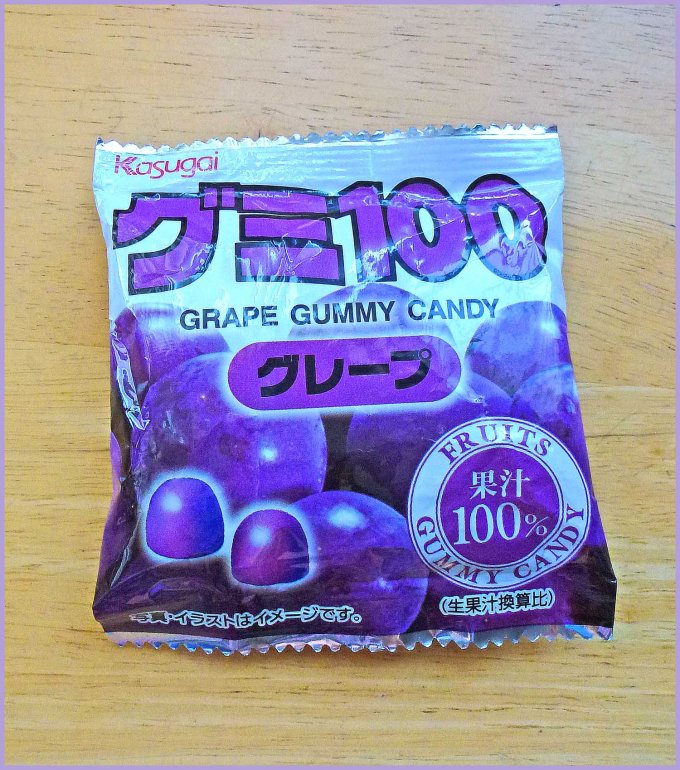 Kasugai
グミ100
GRAPE GUMMY CANDY
グレープ
FRUITS
果汁
100%
GUMMY CANDY
(生果汁換算比)
写真・イラストはイメージです。